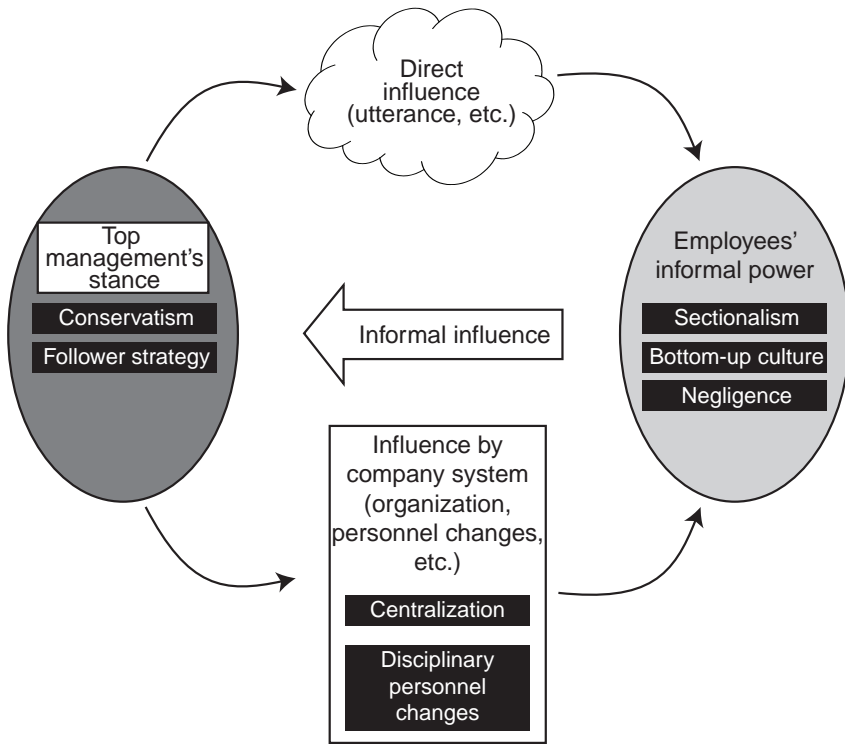 Direct
influence
(utterance, etc.)
Top
management's
stance
Conservatism
Follower strategy
Informal influence
Employees'
informal power
Sectionalism
Bottom-up culture
Negligence
Influence by
company system
(organization,
personnel changes,
etc.)
Centralization
Disciplinary
personnel
changes